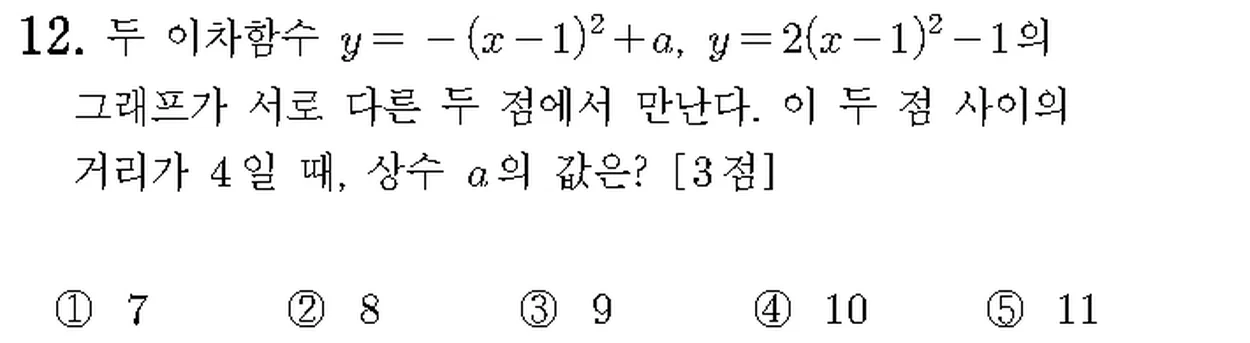 12. 두 이차함수 y = −(x−1)²+a, y = 2(x−1)²−1의
그래프가 서로 다른 두 점에서 만난다. 이 두 점 사이의
거리가 4일 때, 상수 a의 값은? [3점]
① 7 ② 8 ③ 9 ④ 10 ⑤ 11